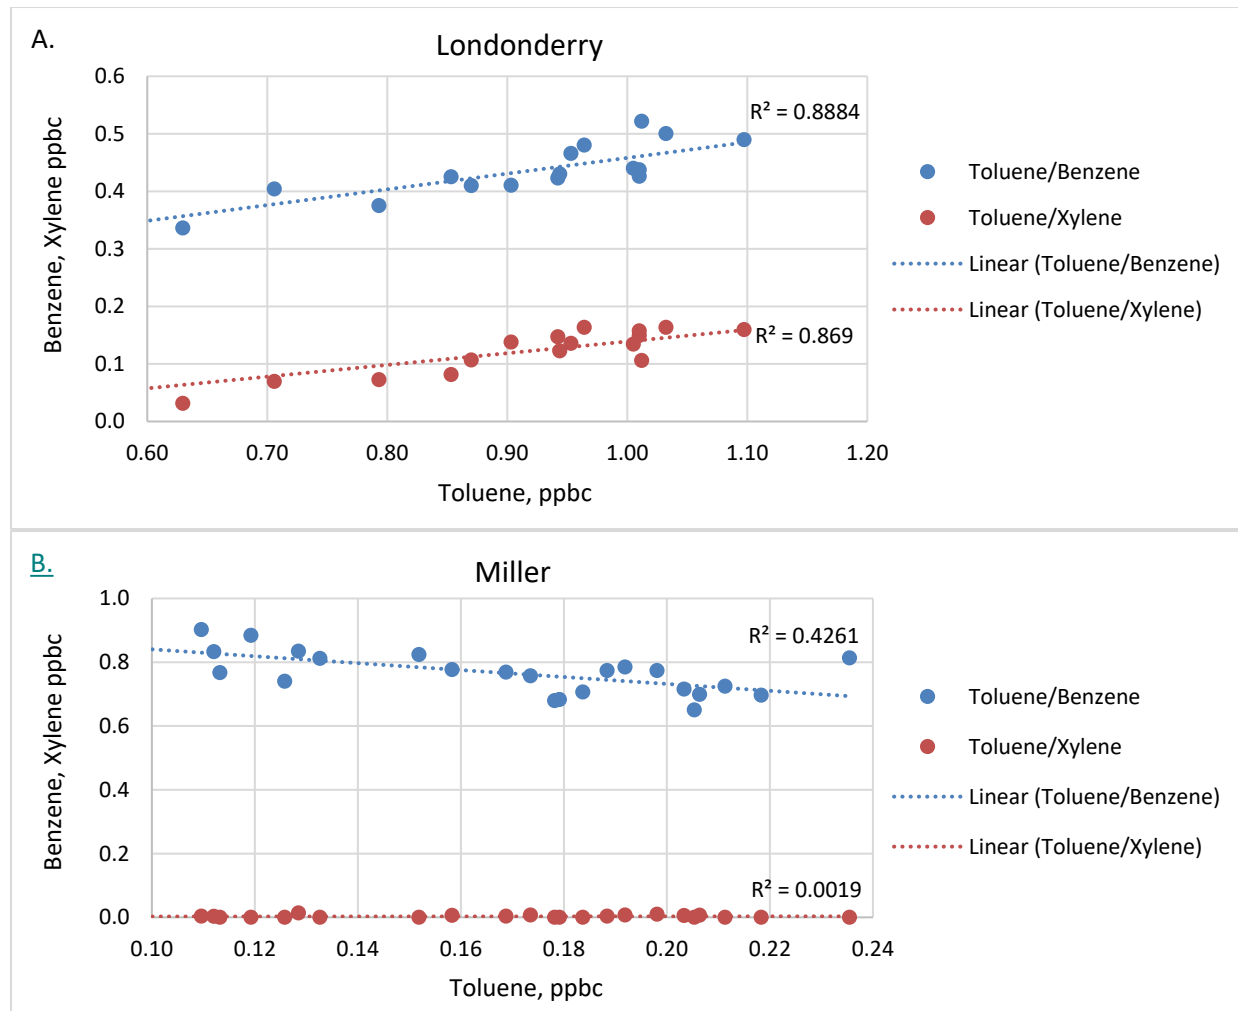 A.
Londonderry
Benzene, Xylene ppbc
0.6
0.5
0.4
0.3
0.2
0.1
0.0
R² = 0.8884
R² = 0.869
0.60 0.70 0.80 0.90 1.00 1.10 1.20
Toluene, ppbc
Toluene/Benzene
Toluene/Xylene
Linear (Toluene/Benzene)
Linear (Toluene/Xylene)
B.
Miller
Benzene, Xylene ppbc
1.0
0.8
0.6
0.4
0.2
0.0
R² = 0.4261
R² = 0.0019
0.10 0.12 0.14 0.16 0.18 0.20 0.22 0.24
Toluene, ppbc
Toluene/Benzene
Toluene/Xylene
Linear (Toluene/Benzene)
Linear (Toluene/Xylene)